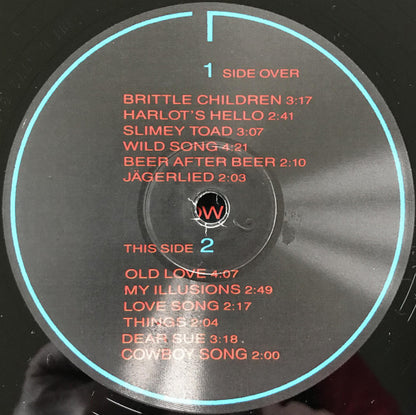 1 SIDE OVER
BRITTLE CHILDREN 3:17
HARLOT'S HELLO 2:41
SLIMEY TOAD 3:07
WILD SONG 4:21
BEER AFTER BEER 2:10
JÄGERLIED 2:03
THIS SIDE 2
OLD LOVE 4:07
MY ILLUSIONS 2:49
LOVE SONG 2:17
THINGS 2:04
DEAR SUE 3:18
COWBOY SONG 2:00